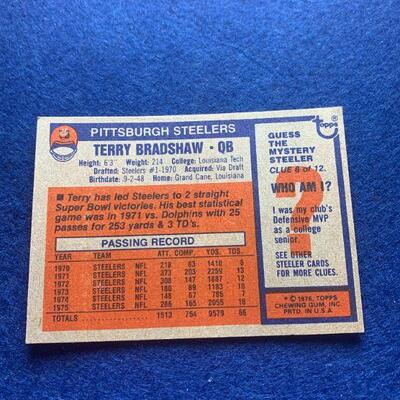 PITTSBURGH STEELERS
TERRY BRADSHAW • QB
Height: 6'3" Weight: 214 College: Louisiana Tech
Drafted: Steelers #1-1970 Acquired: Via Draft
Birthdate: 9-2-48 Home: Grand Cane, Louisiana
Terry has led Steelers to 2 straight
Super Bowl Victories. His best statistical
game was in 1971 vs. Dolphins with 25
passes for 253 yards & 3 TD's.
PASSING RECORD
YEAR ATT. COMP. YDS. TDS.
1970 STEELERS NFL 218 83 1410 6
1971 STEELERS NFL 373 203 2259 13
1972 STEELERS NFL 308 147 1887 12
1973 STEELERS NFL 180 89 1183 10
1974 STEELERS NFL 148 67 785 7
1975 STEELERS NFL 286 165 2055 18
TOTALS 1513 754 9579 66
topps
GUESS
THE
MYSTERY
STEELER
CLUE 8 of 12.
WHO AM I?
?
I was my club's
Defensive MVP
as a college
senior.
SEE OTHER
STEELER CARDS
FOR MORE CLUES.
* © 1976, TOPPS
CHEWING GUM, INC.
PRTD. IN U.S.A